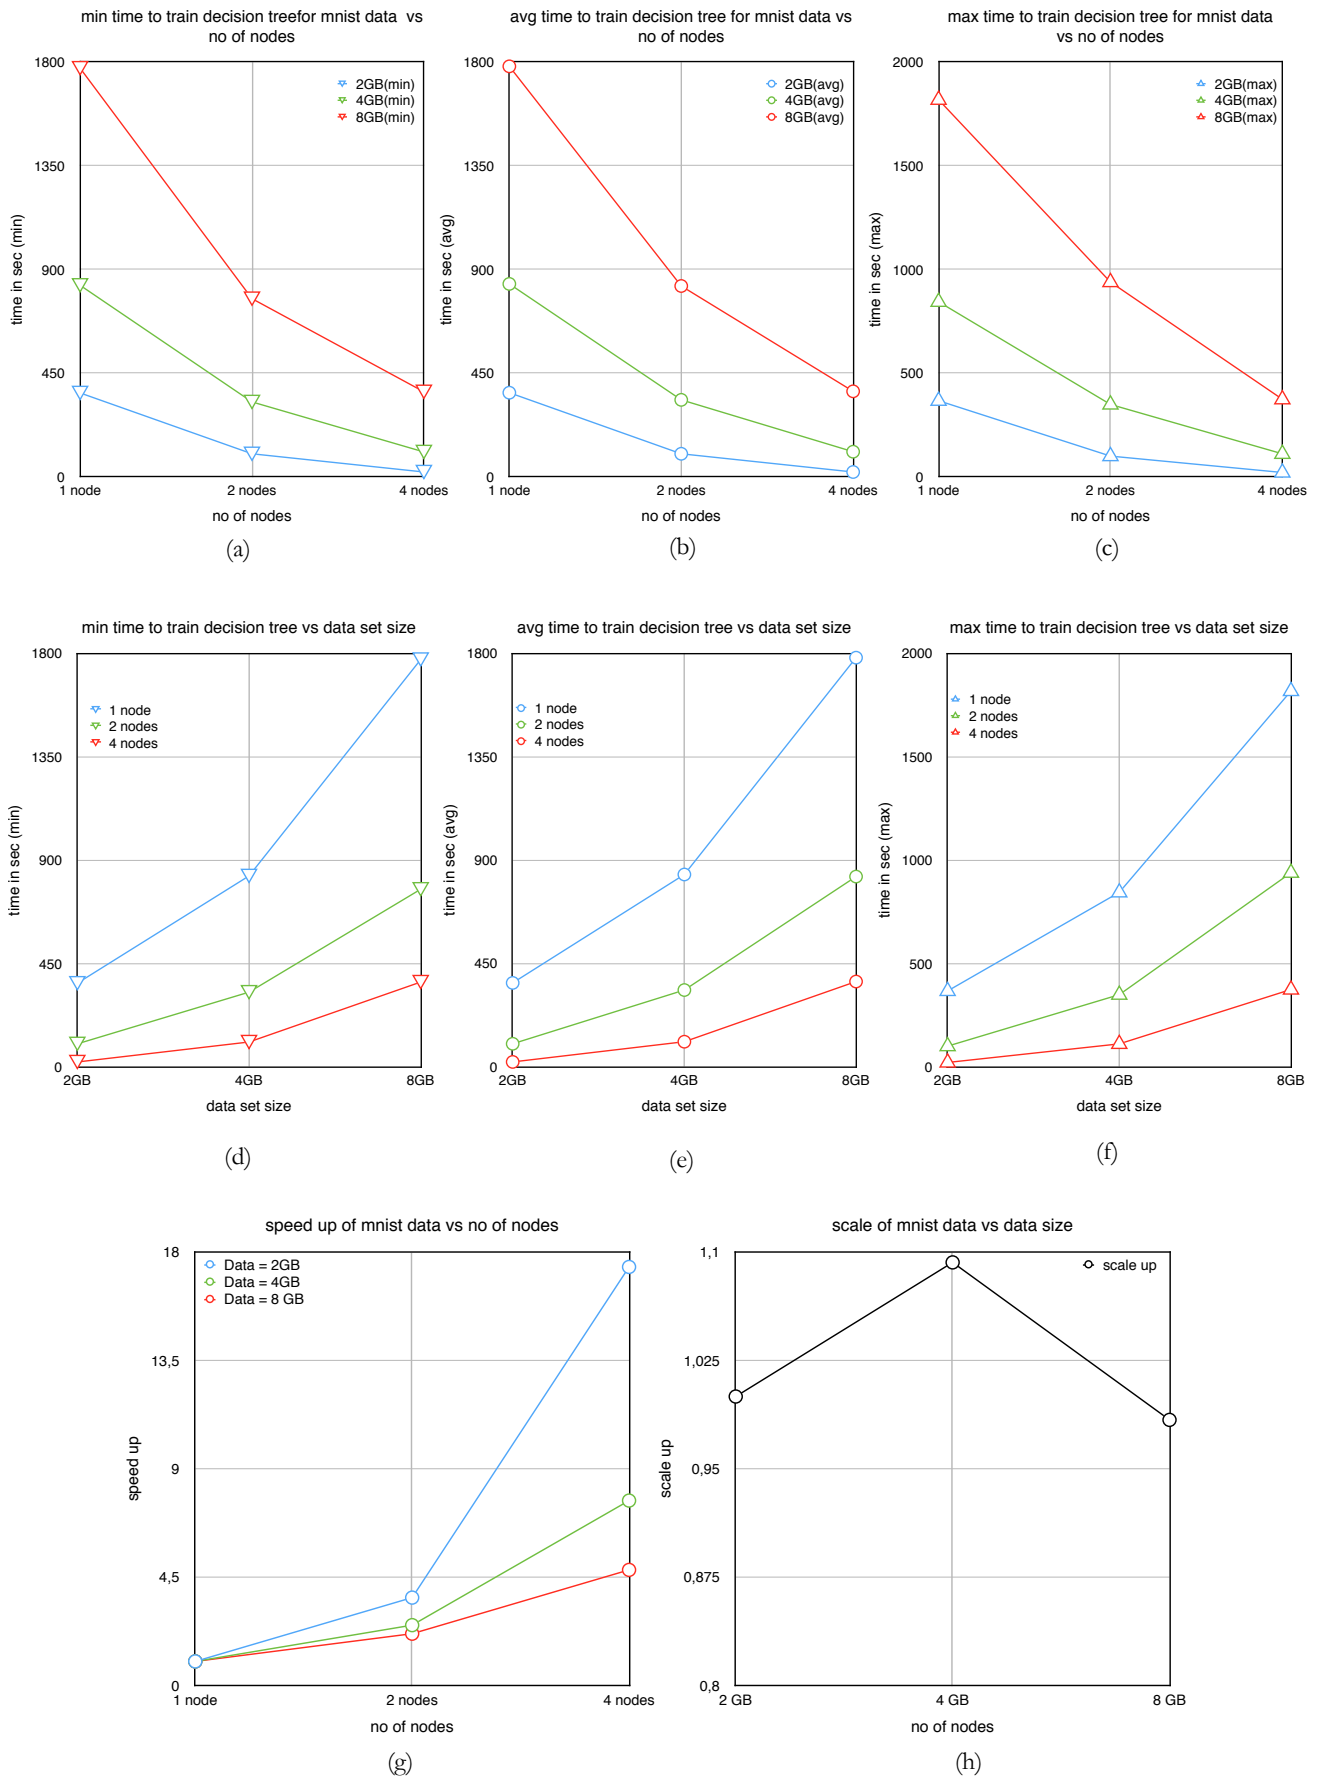 min time to train decision treefor mnist data  vs
no of nodes
1800
1350
900
450
0
time in sec (min)
2GB(min)
4GB(min)
8GB(min)
1 node
2 nodes
4 nodes
no of nodes
(a)
avg time to train decision tree for mnist data vs
no of nodes
1800
1350
900
450
0
time in sec (avg)
2GB(avg)
4GB(avg)
8GB(avg)
1 node
2 nodes
4 nodes
no of nodes
(b)
max time to train decision tree for mnist data
vs no of nodes
2000
1500
1000
500
0
time in sec (max)
2GB(max)
4GB(max)
8GB(max)
1 node
2 nodes
4 nodes
no of nodes
(c)
min time to train decision tree vs data set size
1800
1350
900
450
0
time in sec (min)
1 node
2 nodes
4 nodes
2GB
4GB
8GB
data set size
(d)
avg time to train decision tree vs data set size
1800
1350
900
450
0
time in sec (avg)
1 node
2 nodes
4 nodes
2GB
4GB
8GB
data set size
(e)
max time to train decision tree vs data set size
2000
1500
1000
500
0
time in sec (max)
1 node
2 nodes
4 nodes
2GB
4GB
8GB
data set size
(f)
speed up of mnist data vs no of nodes
18
13,5
9
4,5
0
speed up
Data = 2GB
Data = 4GB
Data = 8 GB
1 node
2 nodes
4 nodes
no of nodes
(g)
scale of mnist data vs data size
1,1
1,025
0,95
0,875
0,8
scale up
scale up
2 GB
4 GB
8 GB
no of nodes
(h)